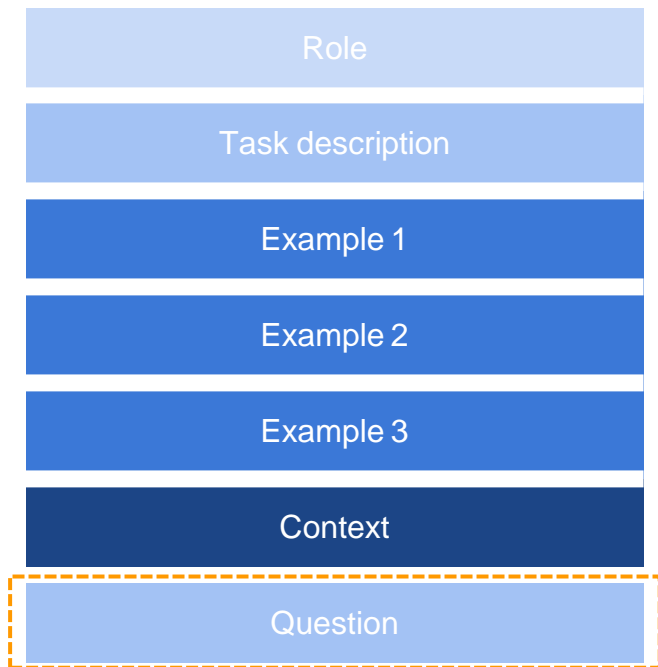 Role
Task description
Example 1
Example 2
Example 3
Context
Question